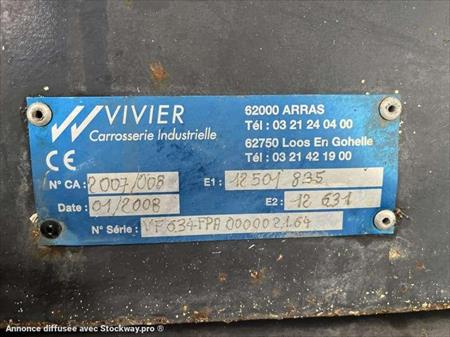 VIVIER
Carrosserie Industrielle
62000 ARRAS
Tél : 03 21 24 04 00
62750 Loos En Gohelle
Tél : 03 21 42 19 00
CE
N° CA : 2007/008
E1 : 12501 835
Date : 01/2008
E2 : 12 631
N° Série : VF634FPA000002164
Annonce diffusée avec Stockway.pro ®